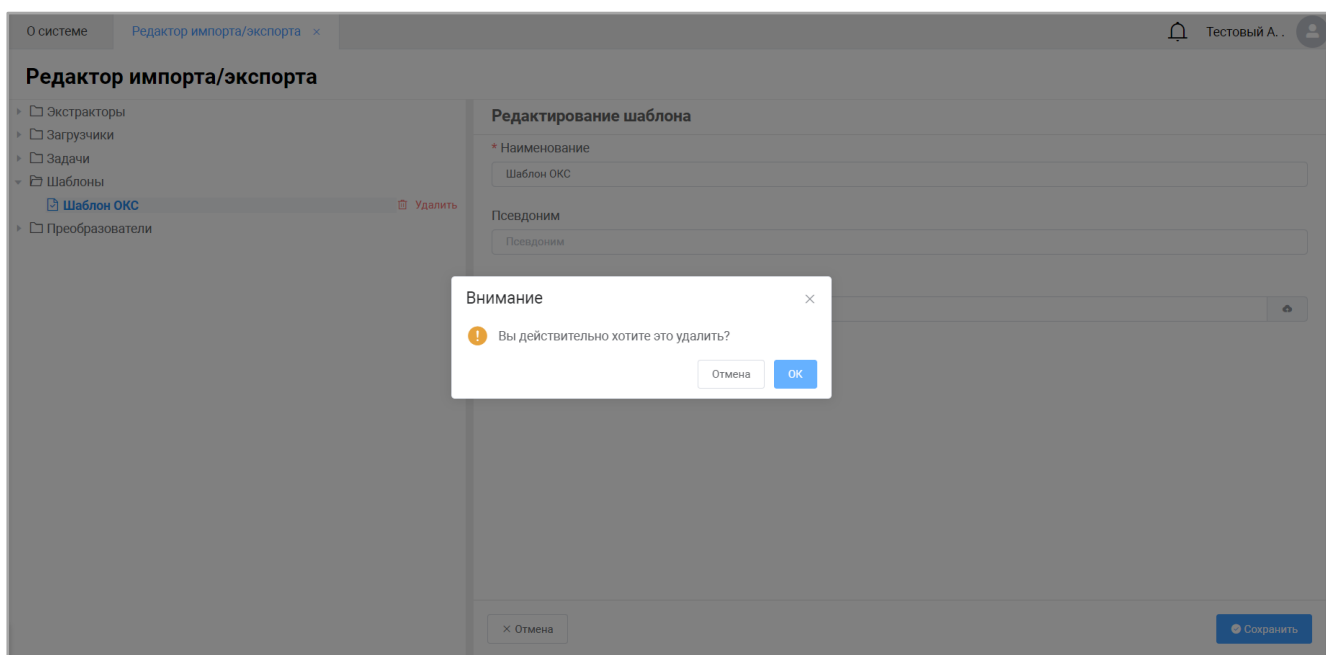 О системе
Редактор импорта/экспорта
Тестовый А. .
Редактор импорта/экспорта
Экстракторы
Загрузчики
Задачи
Шаблоны
Шаблон ОКС
Удалить
Преобразователи
Редактирование шаблона
* Наименование
Шаблон ОКС
Псевдоним
Псевдоним
Внимание
Вы действительно хотите это удалить?
Отмена
ОК
Отмена
Сохранить